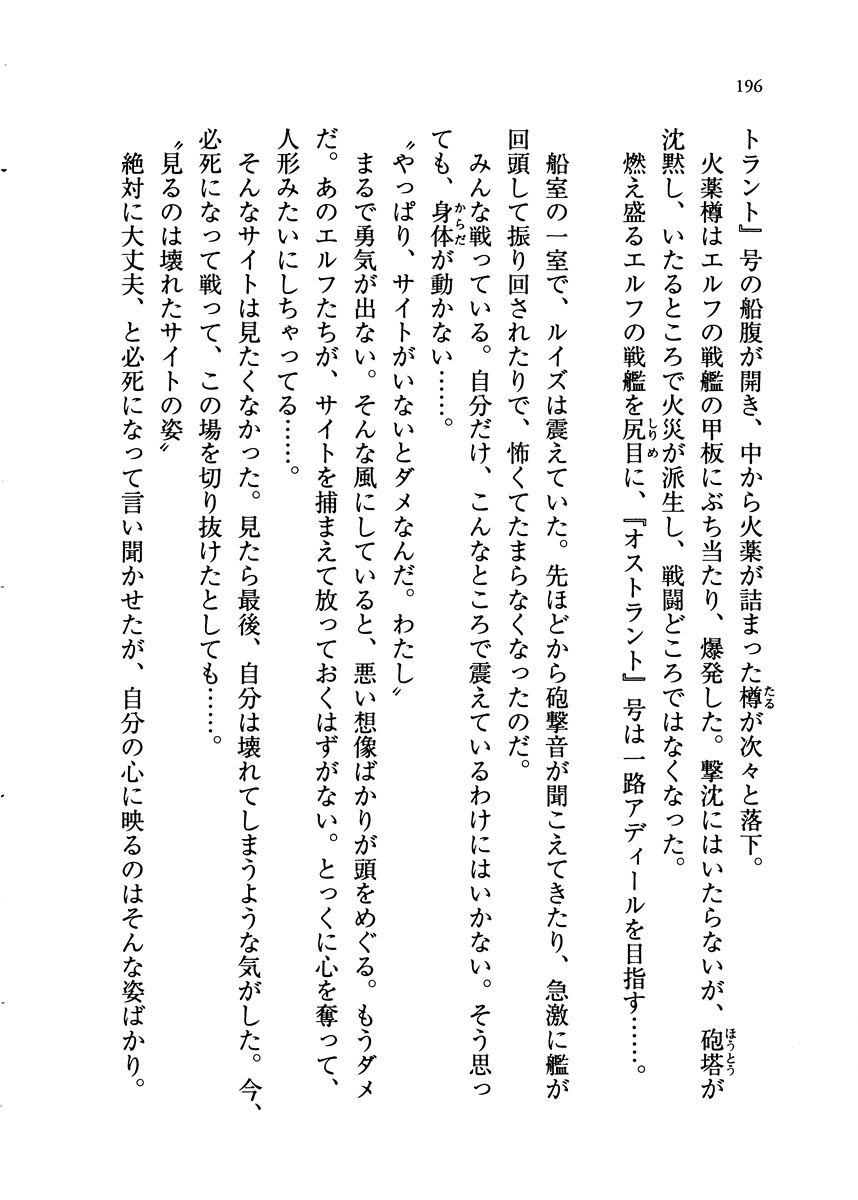 196
トラント』号の船腹が開き、中から火薬が詰まった樽が次々と落下。
火薬樽はエルフの戦艦の甲板にぶち当たり、爆発した。撃沈にはいたらないが、砲塔が
沈黙し、いたるところで火災が派生し、戦闘どころではなくなった。
燃え盛るエルフの戦艦を尻目に、『オストラント』号は一路アディールを目指す……。
船室の一室で、ルイズは震えていた。先ほどから砲撃音が聞こえてきたり、急激に艦が
回頭して振り回されたりで、怖くてたまらなくなったのだ。
みんな戦っている。自分だけ、こんなところで震えているわけにはいかない。そう思っ
ても、身体が動かない……。
〝やっぱり、サイトがいないとダメなんだ。わたし〟
まるで勇気が出ない。そんな風にしていると、悪い想像ばかりが頭をめぐる。もうダメ
だ。あのエルフたちが、サイトを捕まえて放っておくはずがない。とっくに心を奪って、
人形みたいにしちゃってる……。
そんなサイトは見たくなかった。見たら最後、自分は壊れてしまうような気がした。今、
必死になって戦って、この場を切り抜けたとしても……。
〝見るのは壊れたサイトの姿〟
絶対に大丈夫、と必死になって言い聞かせたが、自分の心に映るのはそんな姿ばかり。